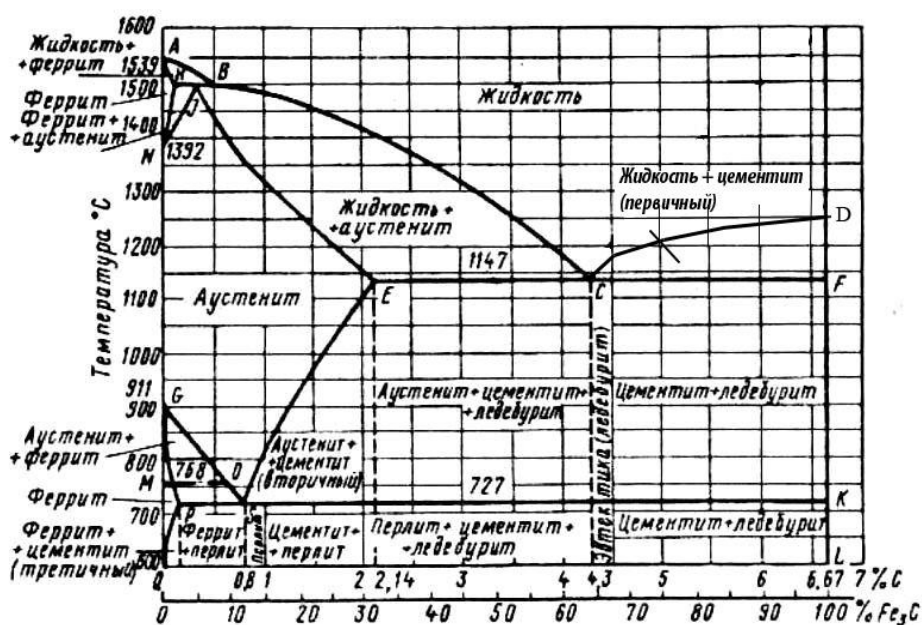 1600
Жидкость+
+феррит
A
1539
H
B
1500
Феррит
J
Жидкость
Феррит+
+аустенит
1400
N
1392
1300
Жидкость + цементит
(первичный)
D
Жидкость+
+аустенит
1200
1147
E
C
F
1100
Аустенит
Температура °C
1000
911
900
G
Аустенит+цементит+
+ледебурит
Цементит+ледебурит
Эвтектика (ледебурит)
Аустенит+
+феррит
800
768
O
M
Аустенит+
+цементит
(вторичный)
727
K
Феррит
700
P
S
Феррит+
+цементит
(третичный)
Феррит+
+перлит
Перлит
Цементит+
+перлит
Перлит+ цементит+
+ледебурит
Цементит+ледебурит
L
Q
0 0,8 1 2 2,14 3 4 4,3 5 6 6,67 7 % C
0 10 20 30 40 50 60 70 80 90 100 % Fe₃C